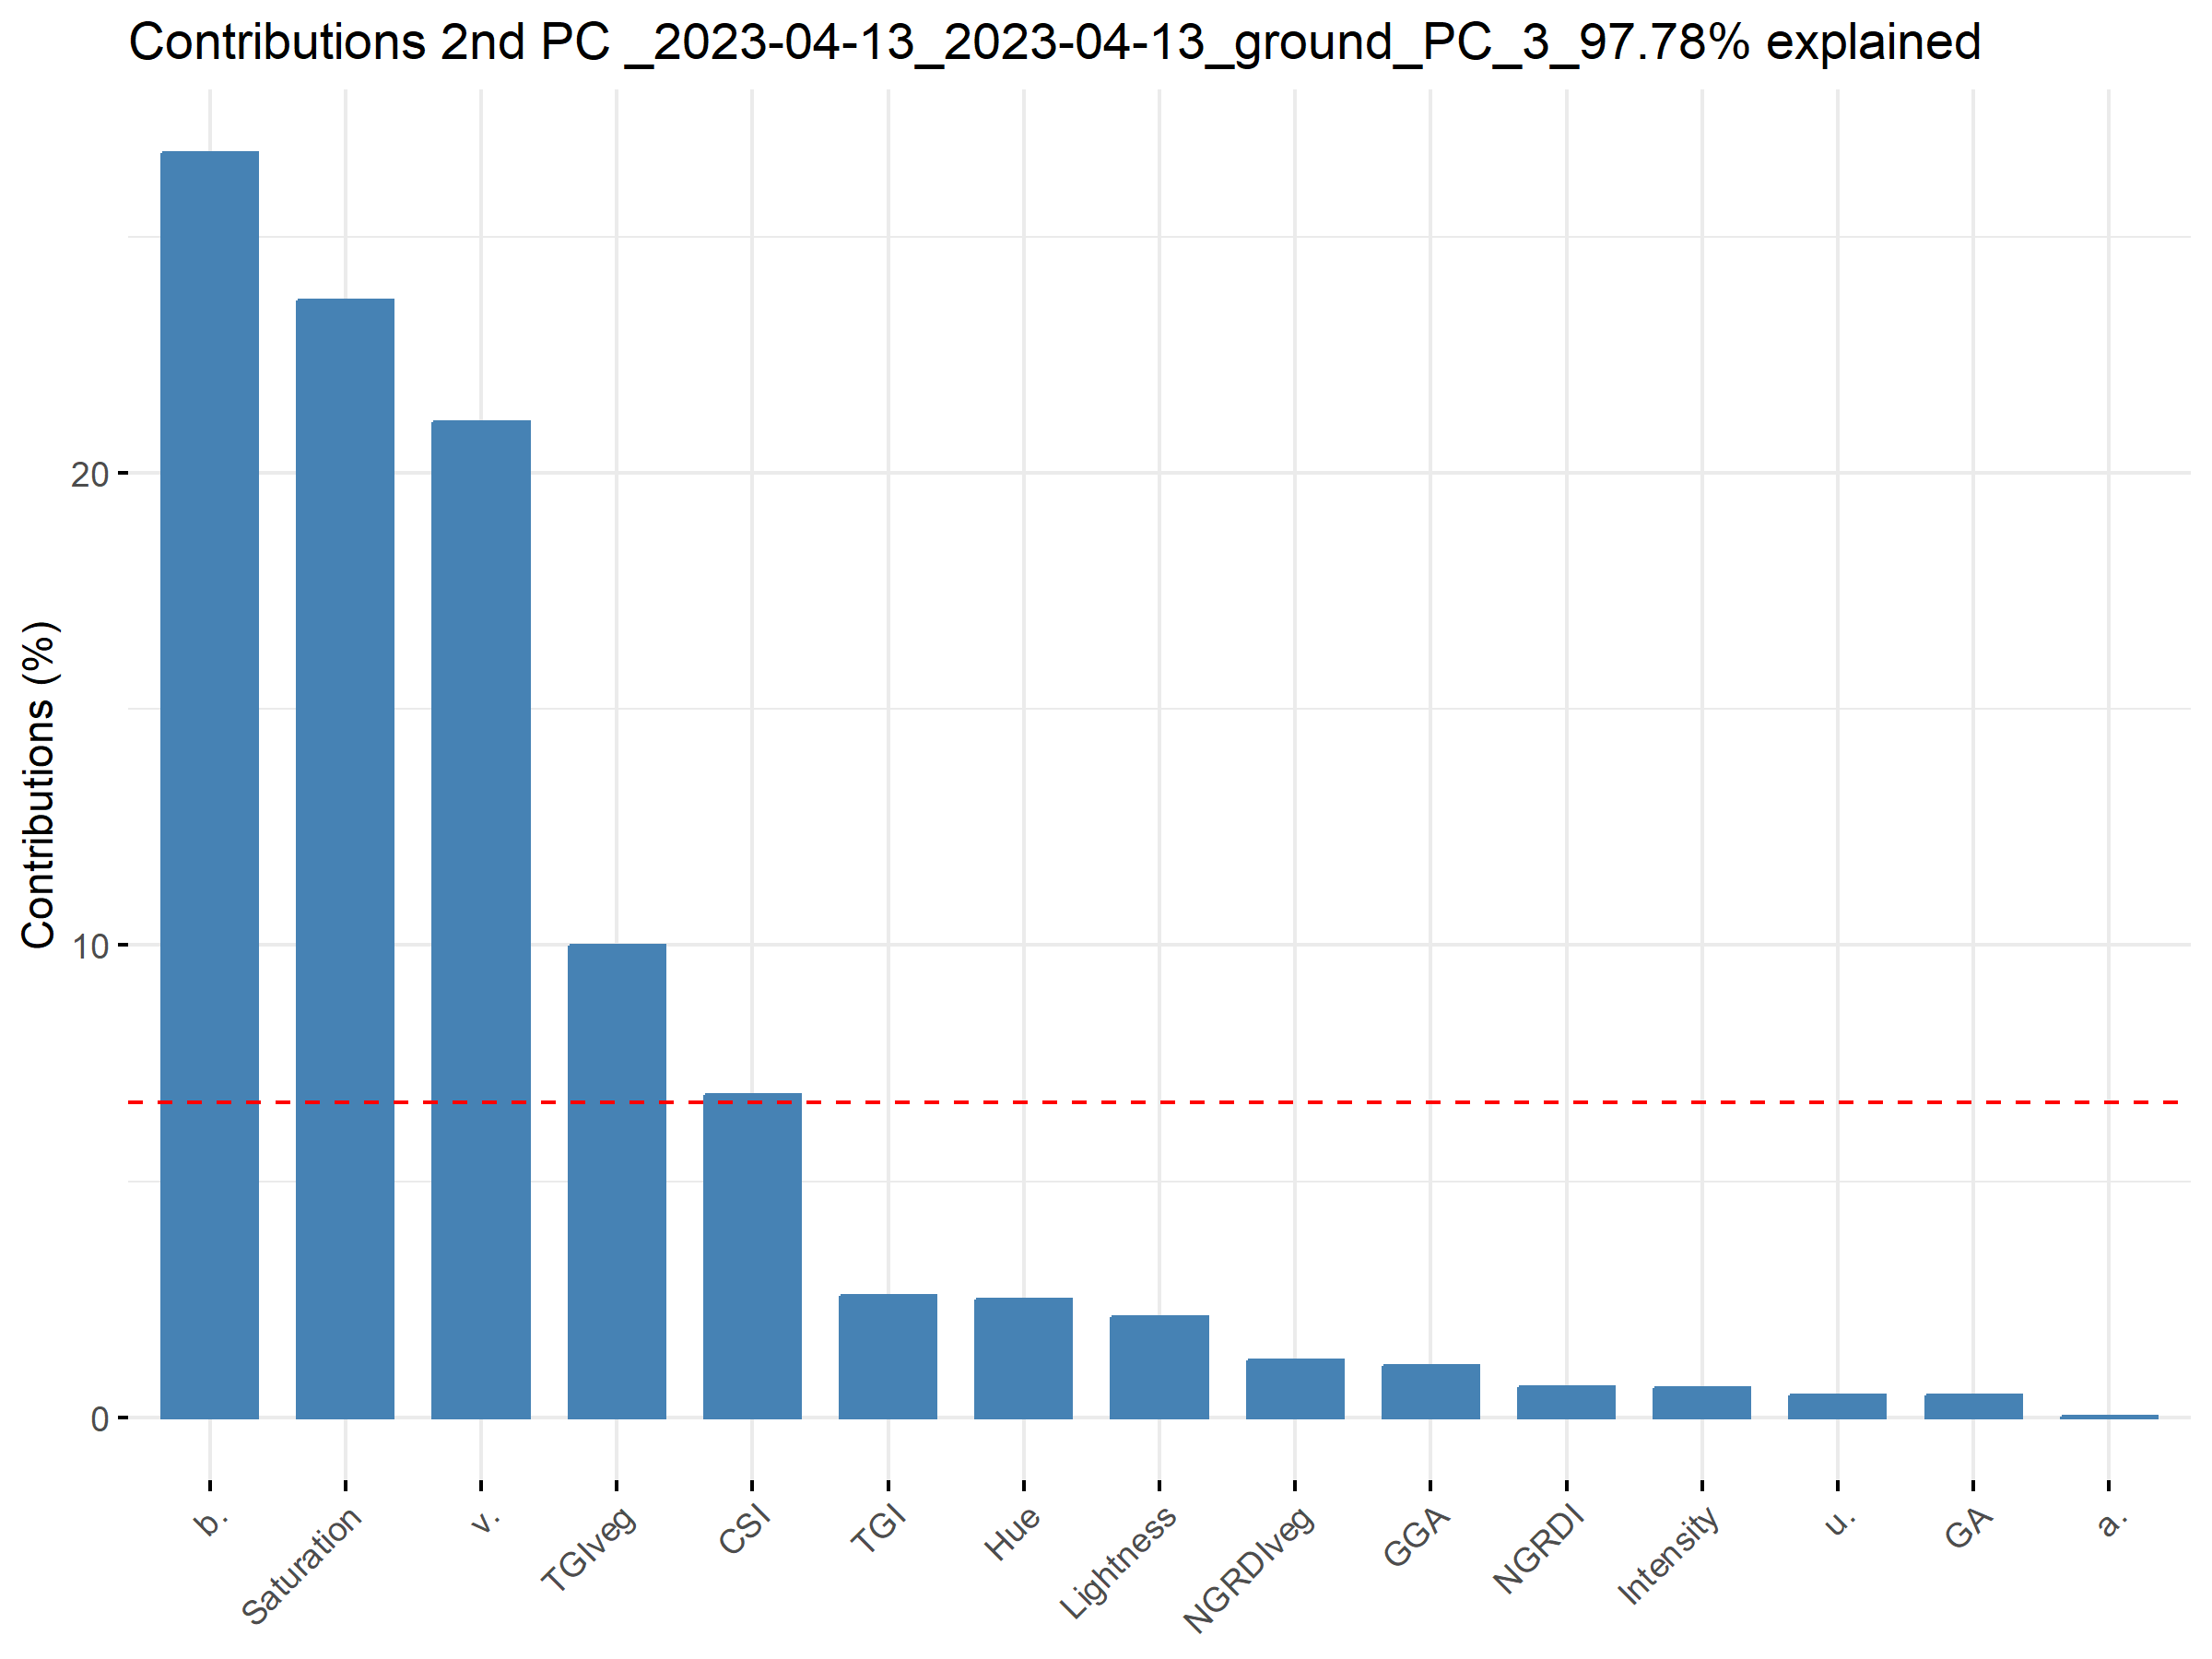 Contributions 2nd PC _2023-04-13_2023-04-13_ground_PC_3_97.78% explained
Contributions (%)
20
10
0
b.
Saturation
v.
TGIveg
CSI
TGI
Hue
Lightness
NGRDIveg
GGA
NGRDI
Intensity
u.
GA
a.